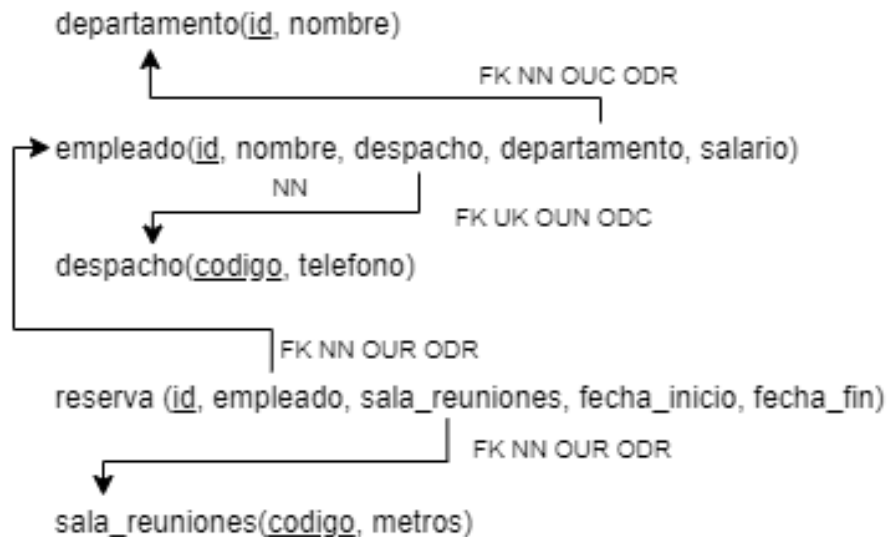 departamento(id, nombre)
FK NN OUC ODR
empleado(id, nombre, despacho, departamento, salario)
NN
FK UK OUN ODC
despacho(codigo, telefono)
FK NN OUR ODR
reserva (id, empleado, sala_reuniones, fecha_inicio, fecha_fin)
FK NN OUR ODR
sala_reuniones(codigo, metros)